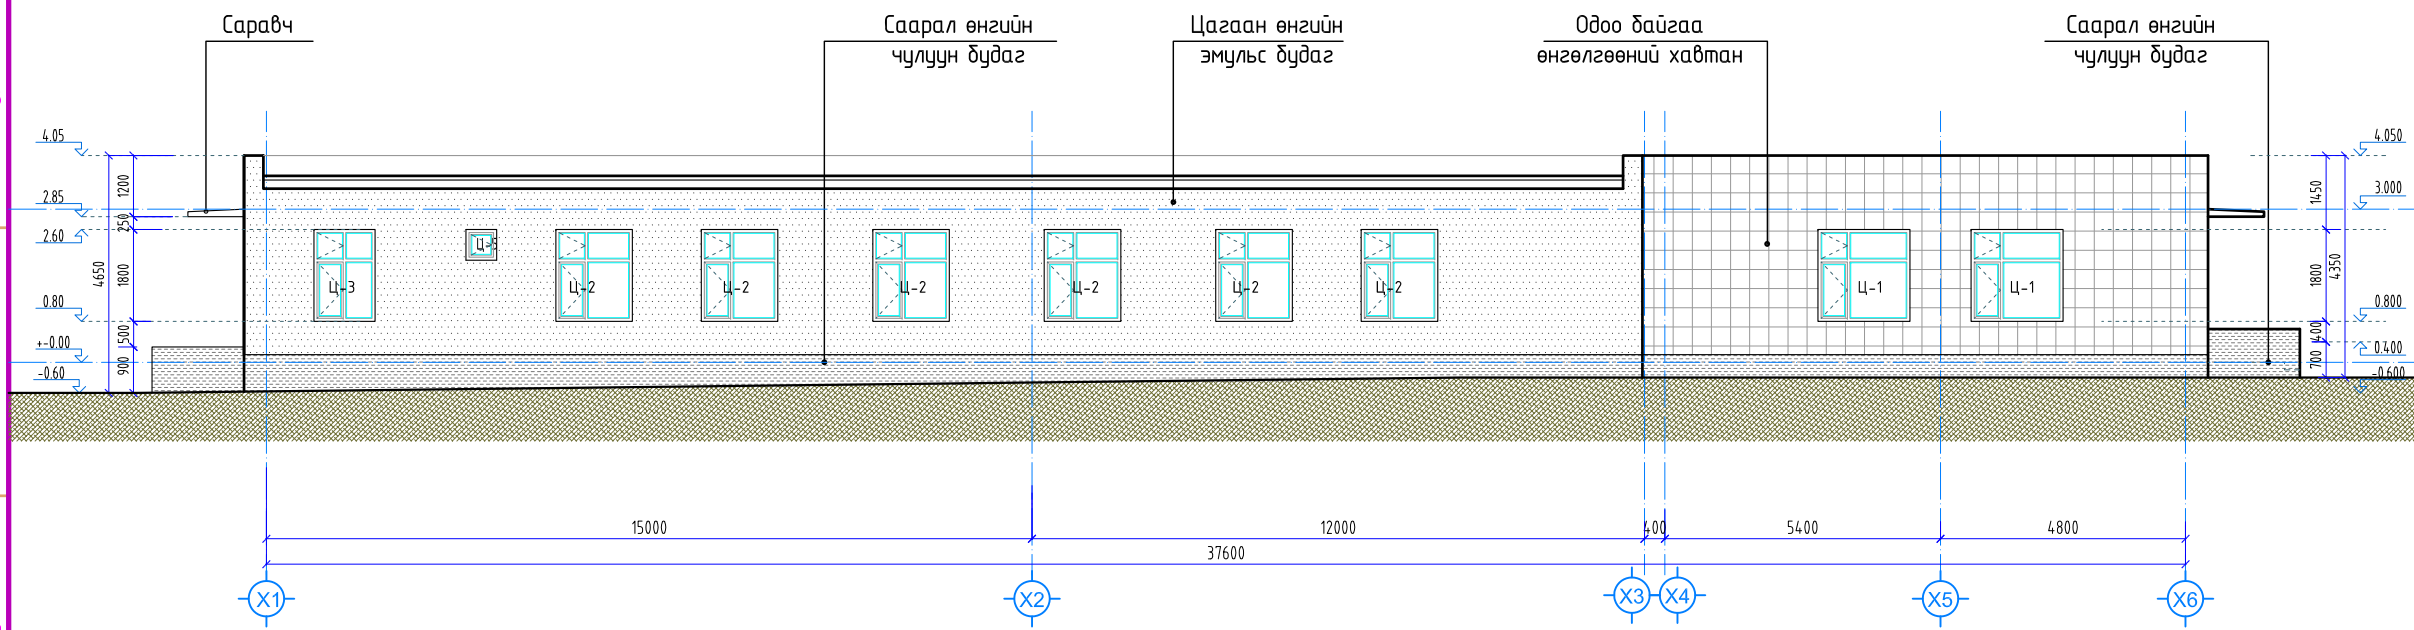 Саравч
Саарал өнгийн
чулуун будаг
Цагаан өнгийн
эмульс будаг
Одоо байгаа
өнгөлгөөний хавтан
Саарал өнгийн
чулуун будаг
4.05
2.85
2.60
0.80
+-0.00
-0.60
4650
1200
250
1800
500
900
Ц-3
Ц-2
Ц-2
Ц-2
Ц-2
Ц-2
Ц-2
Ц-1
Ц-1
4.050
3.000
0.800
0.400
-0.600
1450
1800
400
700
4350
15000
12000
400
5400
4800
37600
X1
X2
X3
X4
X5
X6